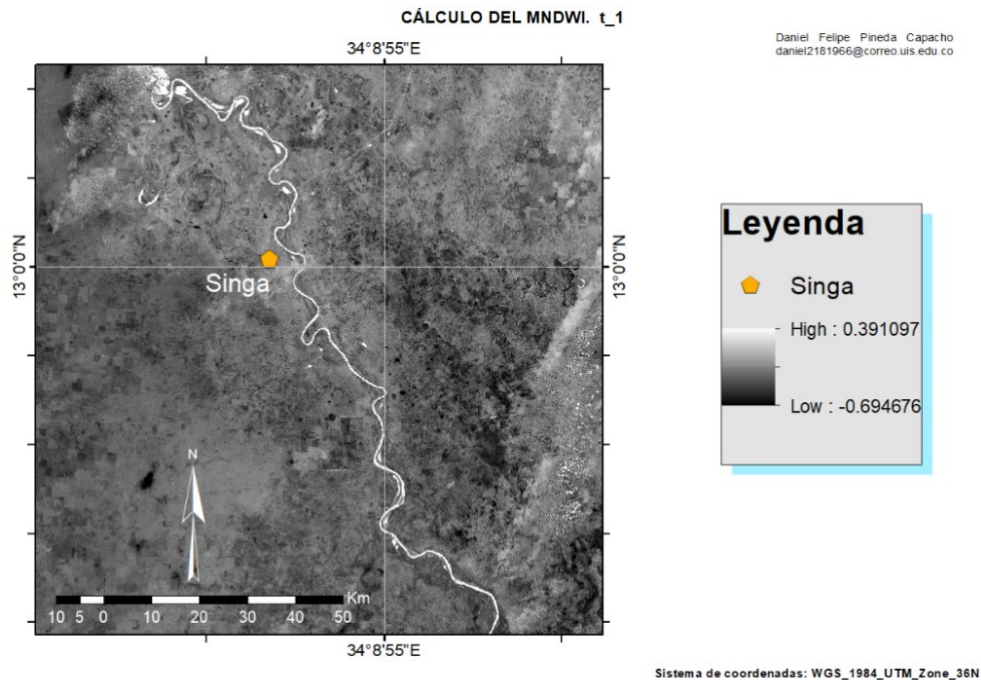 CÁLCULO DEL MNDWI. t_1
Daniel Felipe Pineda Capacho
daniel2181966@correo.uis.edu.co
34°8'55"E
13°0'0"N
13°0'0"N
Singa
N
Km
10 5 0 10 20 30 40 50
34°8'55"E
Leyenda
Singa
High : 0.391097
Low : -0.694676
Sistema de coordenadas: WGS_1984_UTM_Zone_36N